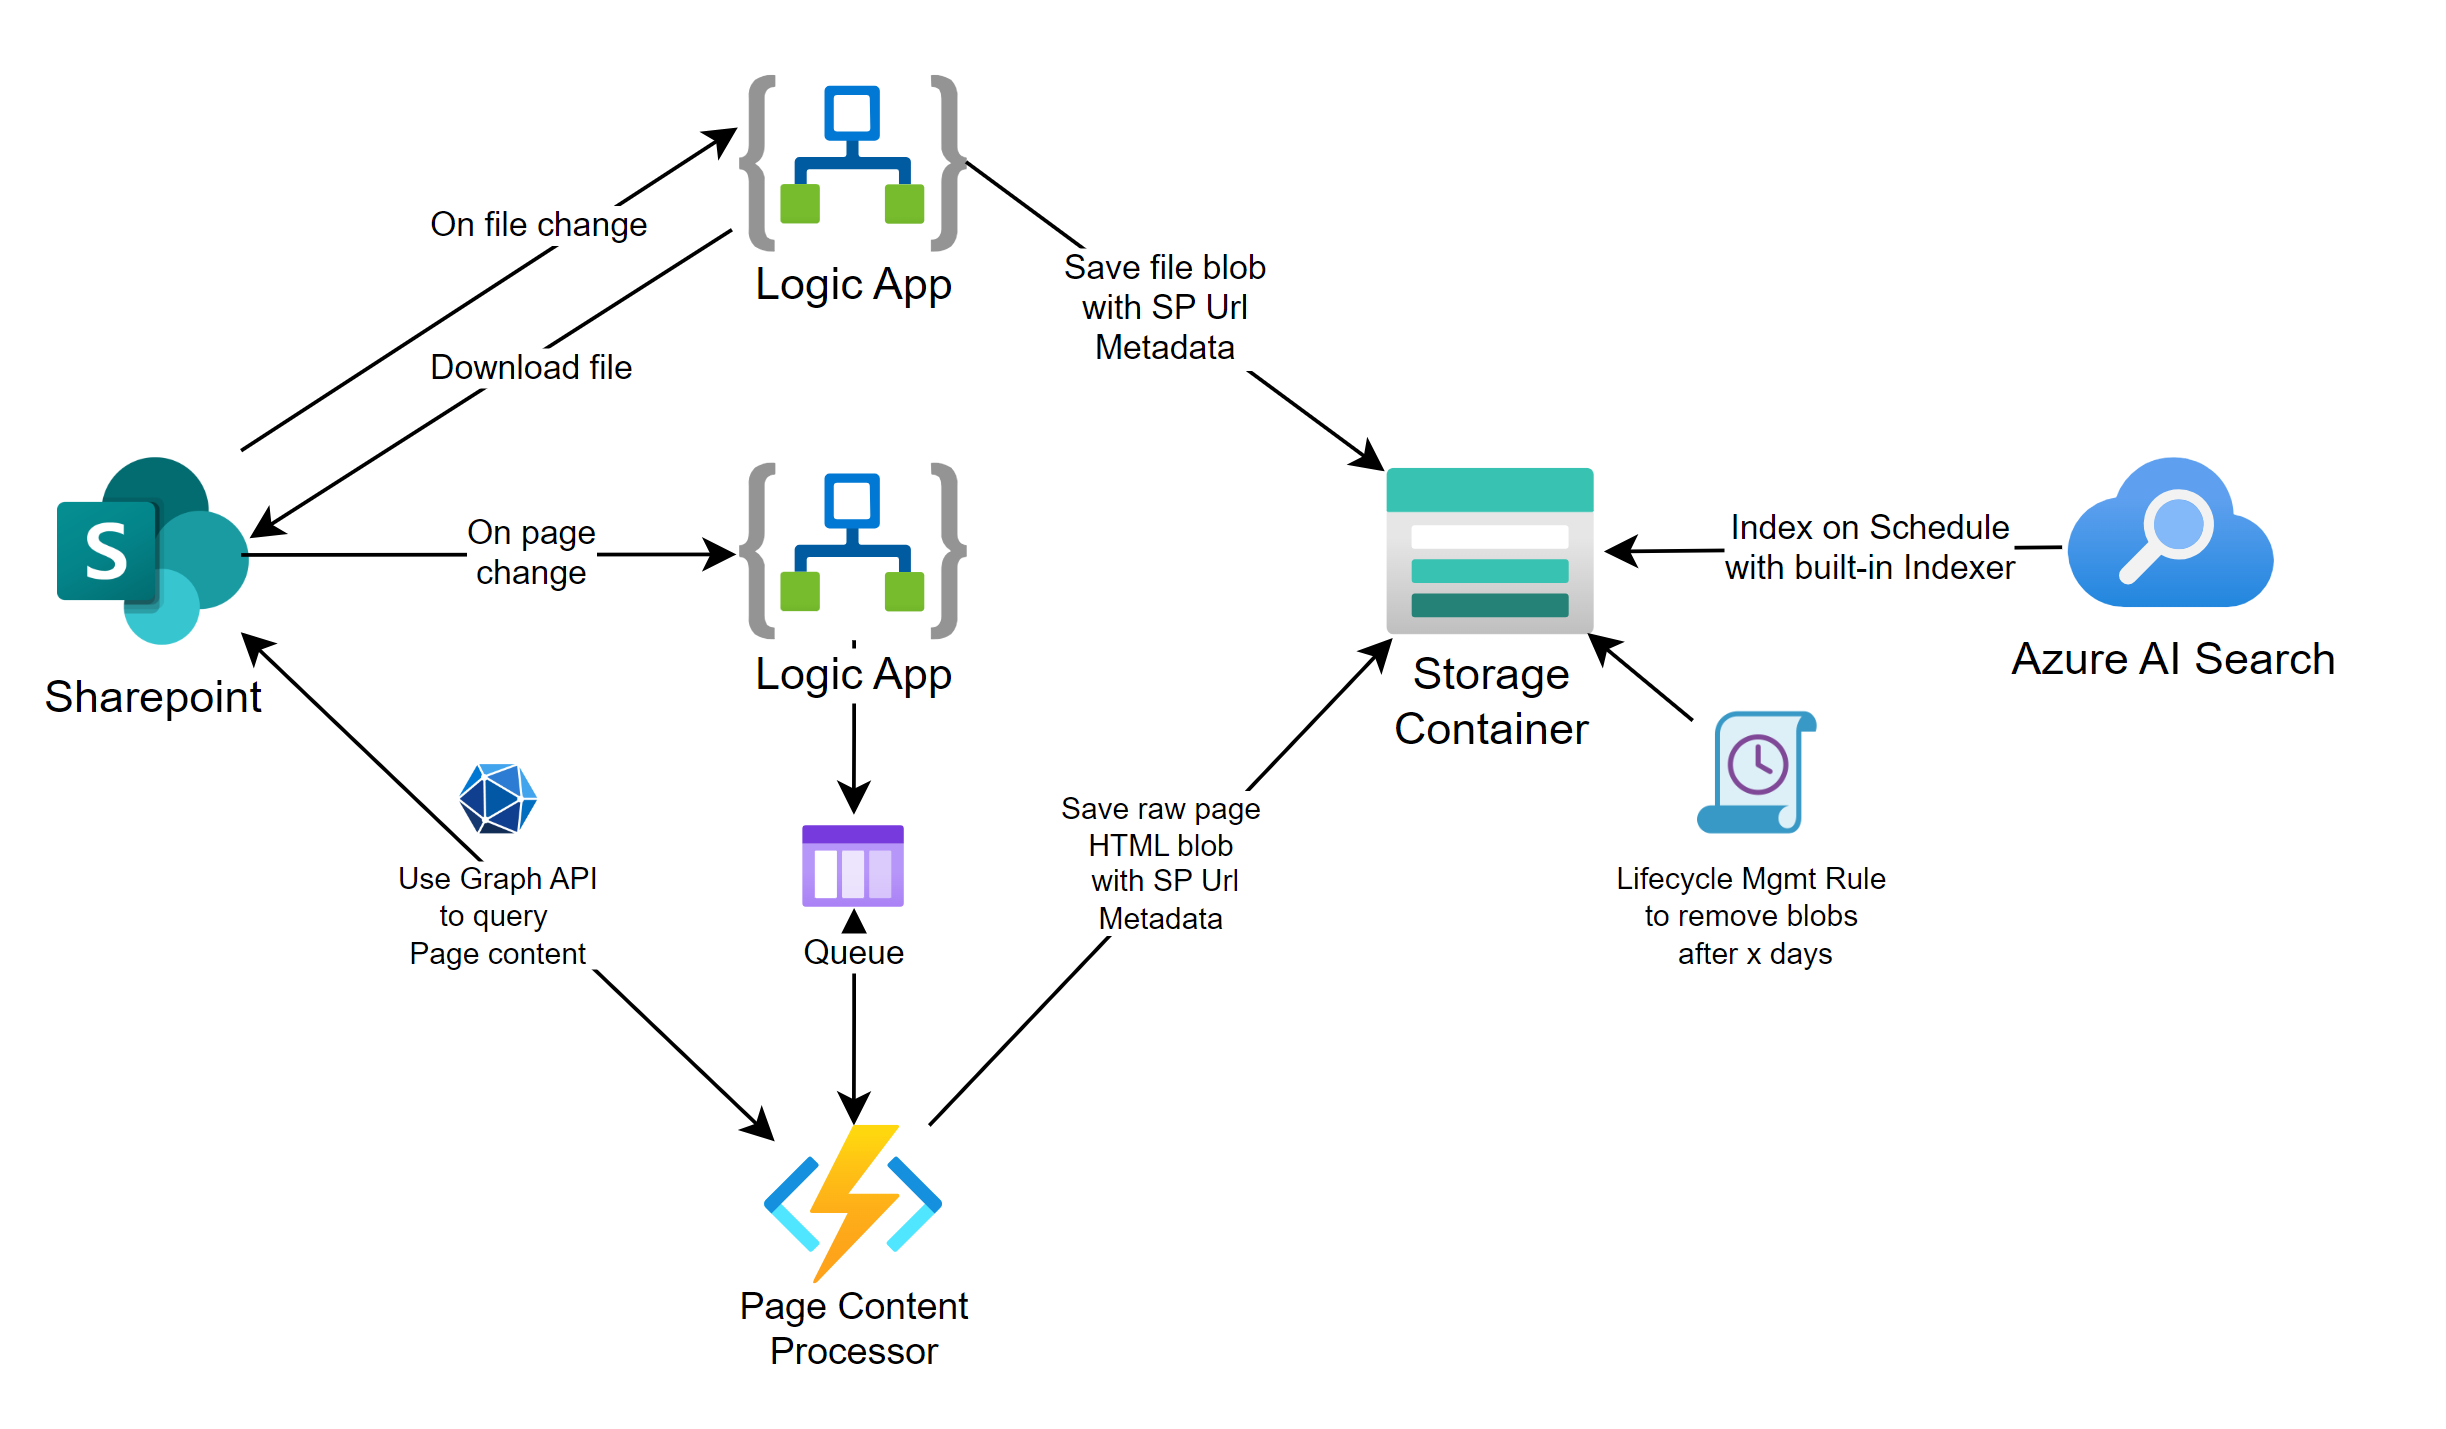 On file change
Logic App
Download file
Save file blob
with SP Url
Metadata
S
Sharepoint
On page
change
Logic App
Storage
Container
Index on Schedule
with built-in Indexer
Azure AI Search
Use Graph API
to query
Page content
Queue
Save raw page
HTML blob
with SP Url
Metadata
Lifecycle Mgmt Rule
to remove blobs
after x days
Page Content
Processor